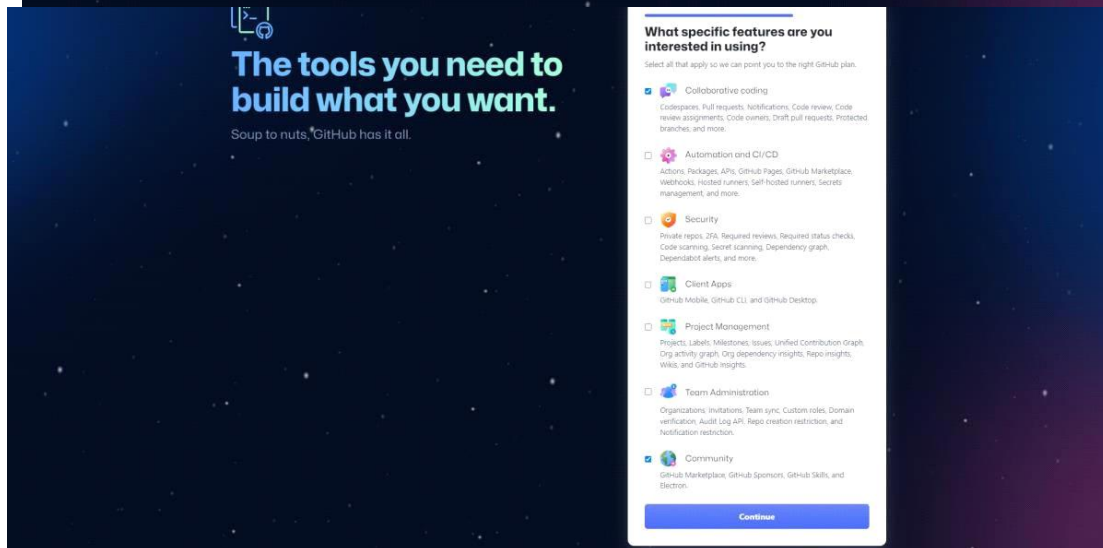 The tools you need to
build what you want.
Soup to nuts, GitHub has it all.
What specific features are you
interested in using?
Select all that apply so we can point you to the right GitHub plan.
Collaborative coding
Codespaces, Pull requests, Notifications, Code review, Code
review assignments, Code owners, Draft pull requests, Protected
branches, and more.
Automation and CI/CD
Actions, Packages, APIs, GitHub Pages, GitHub Marketplace,
Webhooks, Hosted runners, Self-hosted runners, Secrets
management, and more.
Security
Private repos, 2FA, Required reviews, Required status checks,
Code scanning, Secret scanning, Dependency graph,
Dependabot alerts, and more.
Client Apps
GitHub Mobile, GitHub CLI, and GitHub Desktop.
Project Management
Projects, Labels, Milestones, Issues, Unified Contribution Graph,
Org activity graph, Org dependency insights, Repo insights,
Wikis, and GitHub Insights.
Team Administration
Organizations, Invitations, Team sync, Custom roles, Domain
verification, Audit Log API, Repo creation restriction, and
Notification restriction.
Community
GitHub Marketplace, GitHub Sponsors, GitHub Skills, and
Electron.
Continue